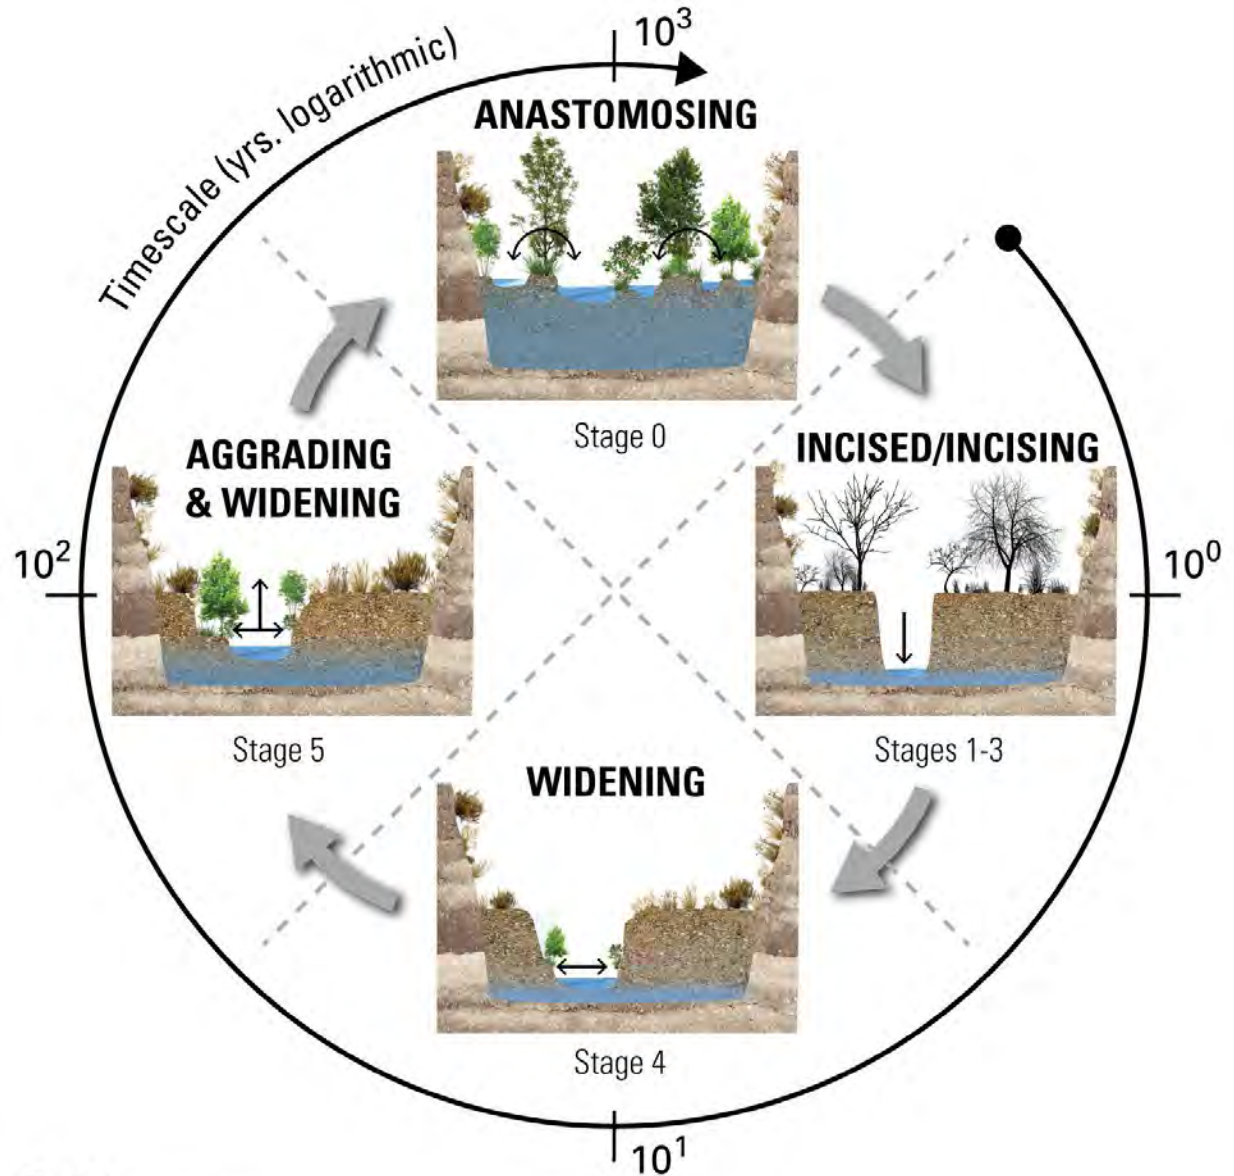 10³
Timescale (yrs. logarithmic)
ANASTOMOSING
Stage 0
INCISED/INCISING
10⁰
Stages 1-3
AGGRADING
& WIDENING
10²
Stage 5
WIDENING
Stage 4
10¹